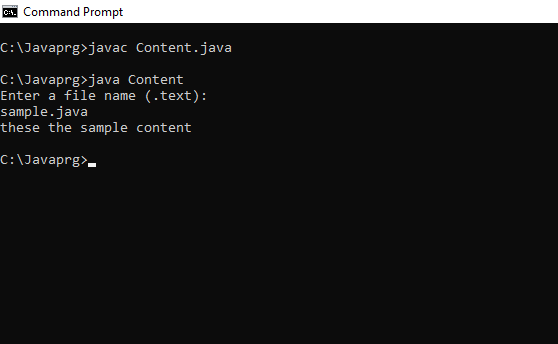 Command Prompt
C:\Javaprg>javac Content.java
C:\Javaprg>java Content
Enter a file name (.text):
sample.java
these the sample content
C:\Javaprg>